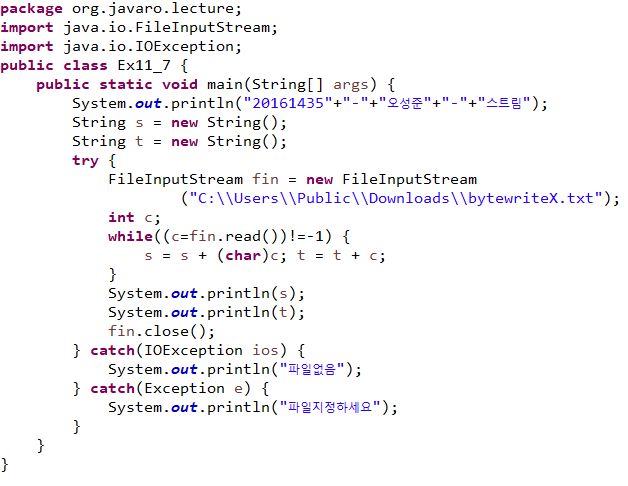 package org.javaro.lecture;
import java.io.FileInputStream;
import java.io.IOException;
public class Ex11_7 {
    public static void main(String[] args) {
        System.out.println("20161435"+"-"+"오성준"+"-"+"스트림");
        String s = new String();
        String t = new String();
        try {
            FileInputStream fin = new FileInputStream
                    ("C:\\Users\\Public\\Downloads\\bytewriteX.txt");
            int c;
            while((c=fin.read())!=-1) {
                s = s + (char)c; t = t + c;
            }
            System.out.println(s);
            System.out.println(t);
            fin.close();
        } catch(IOException ios) {
            System.out.println("파일없음");
        } catch(Exception e) {
            System.out.println("파일지정하세요");
        }
    }
}